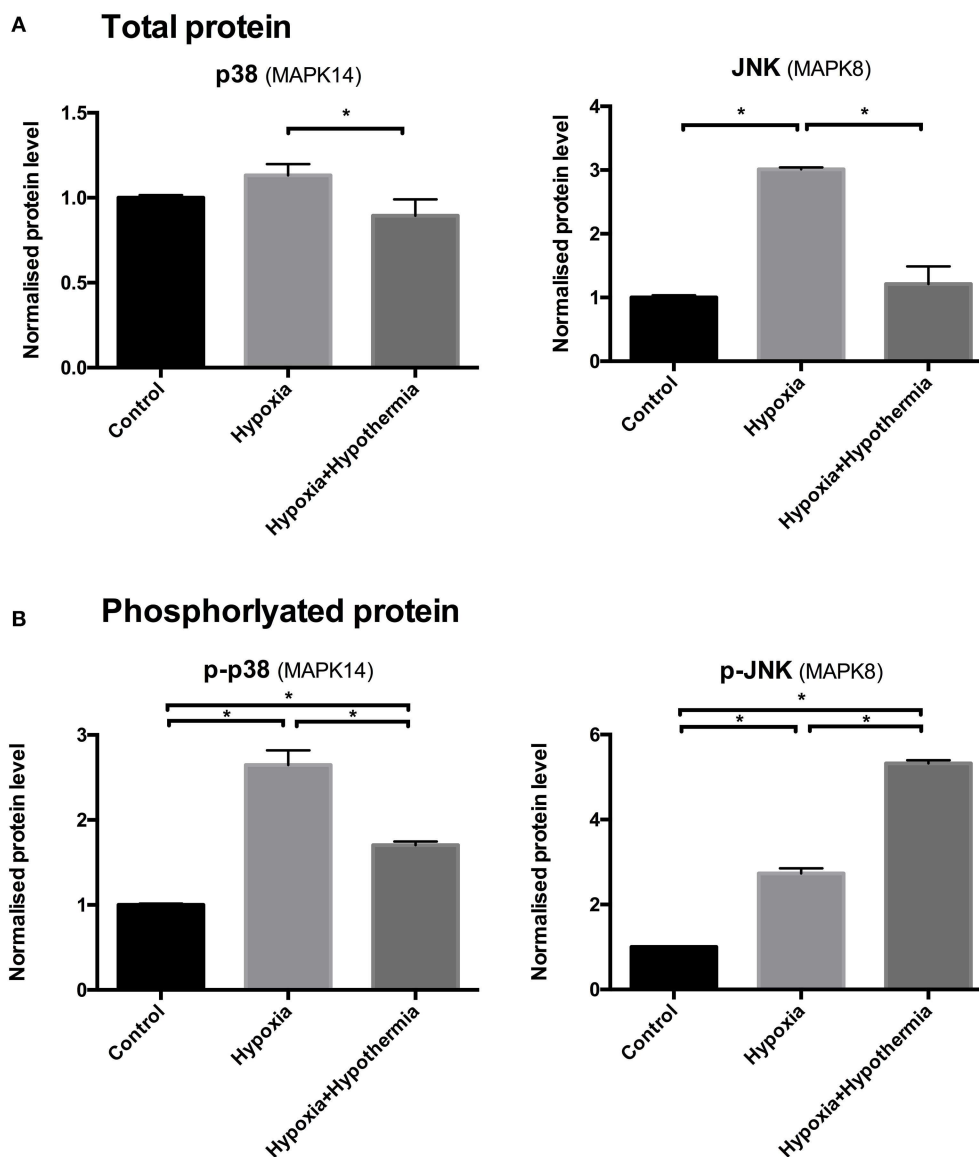 A Total protein
p38 (MAPK14)
Normalised protein level
1.5
1.0
0.5
0.0
*
Control
Hypoxia
Hypoxia+Hypothermia
JNK (MAPK8)
Normalised protein level
4
3
2
1
0
* *
Control
Hypoxia
Hypoxia+Hypothermia
B Phosphorlyated protein
p-p38 (MAPK14)
Normalised protein level
3
2
1
0
*
* *
Control
Hypoxia
Hypoxia+Hypothermia
p-JNK (MAPK8)
Normalised protein level
6
4
2
0
*
* *
Control
Hypoxia
Hypoxia+Hypothermia